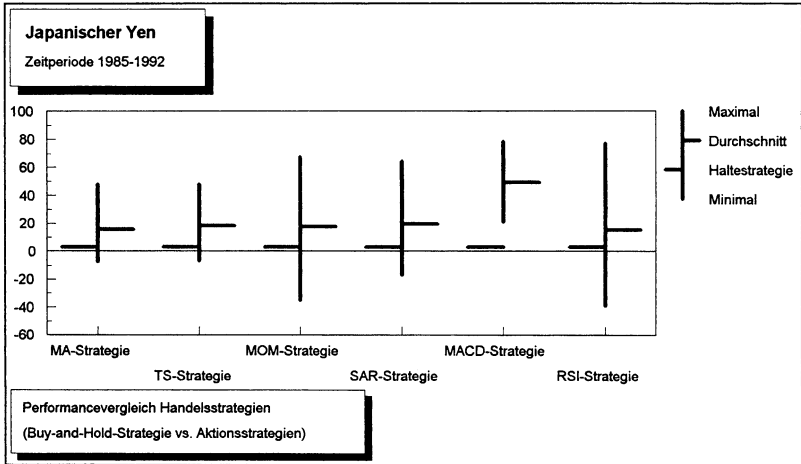 Japanischer Yen
Zeitperiode 1985-1992
100
80
60
40
20
0
-20
-40
-60
Maximal
Durchschnitt
Haltestrategie
Minimal
MA-Strategie
TS-Strategie
MOM-Strategie
SAR-Strategie
MACD-Strategie
RSI-Strategie
Performancevergleich Handelsstrategien
(Buy-and-Hold-Strategie vs. Aktionsstrategien)